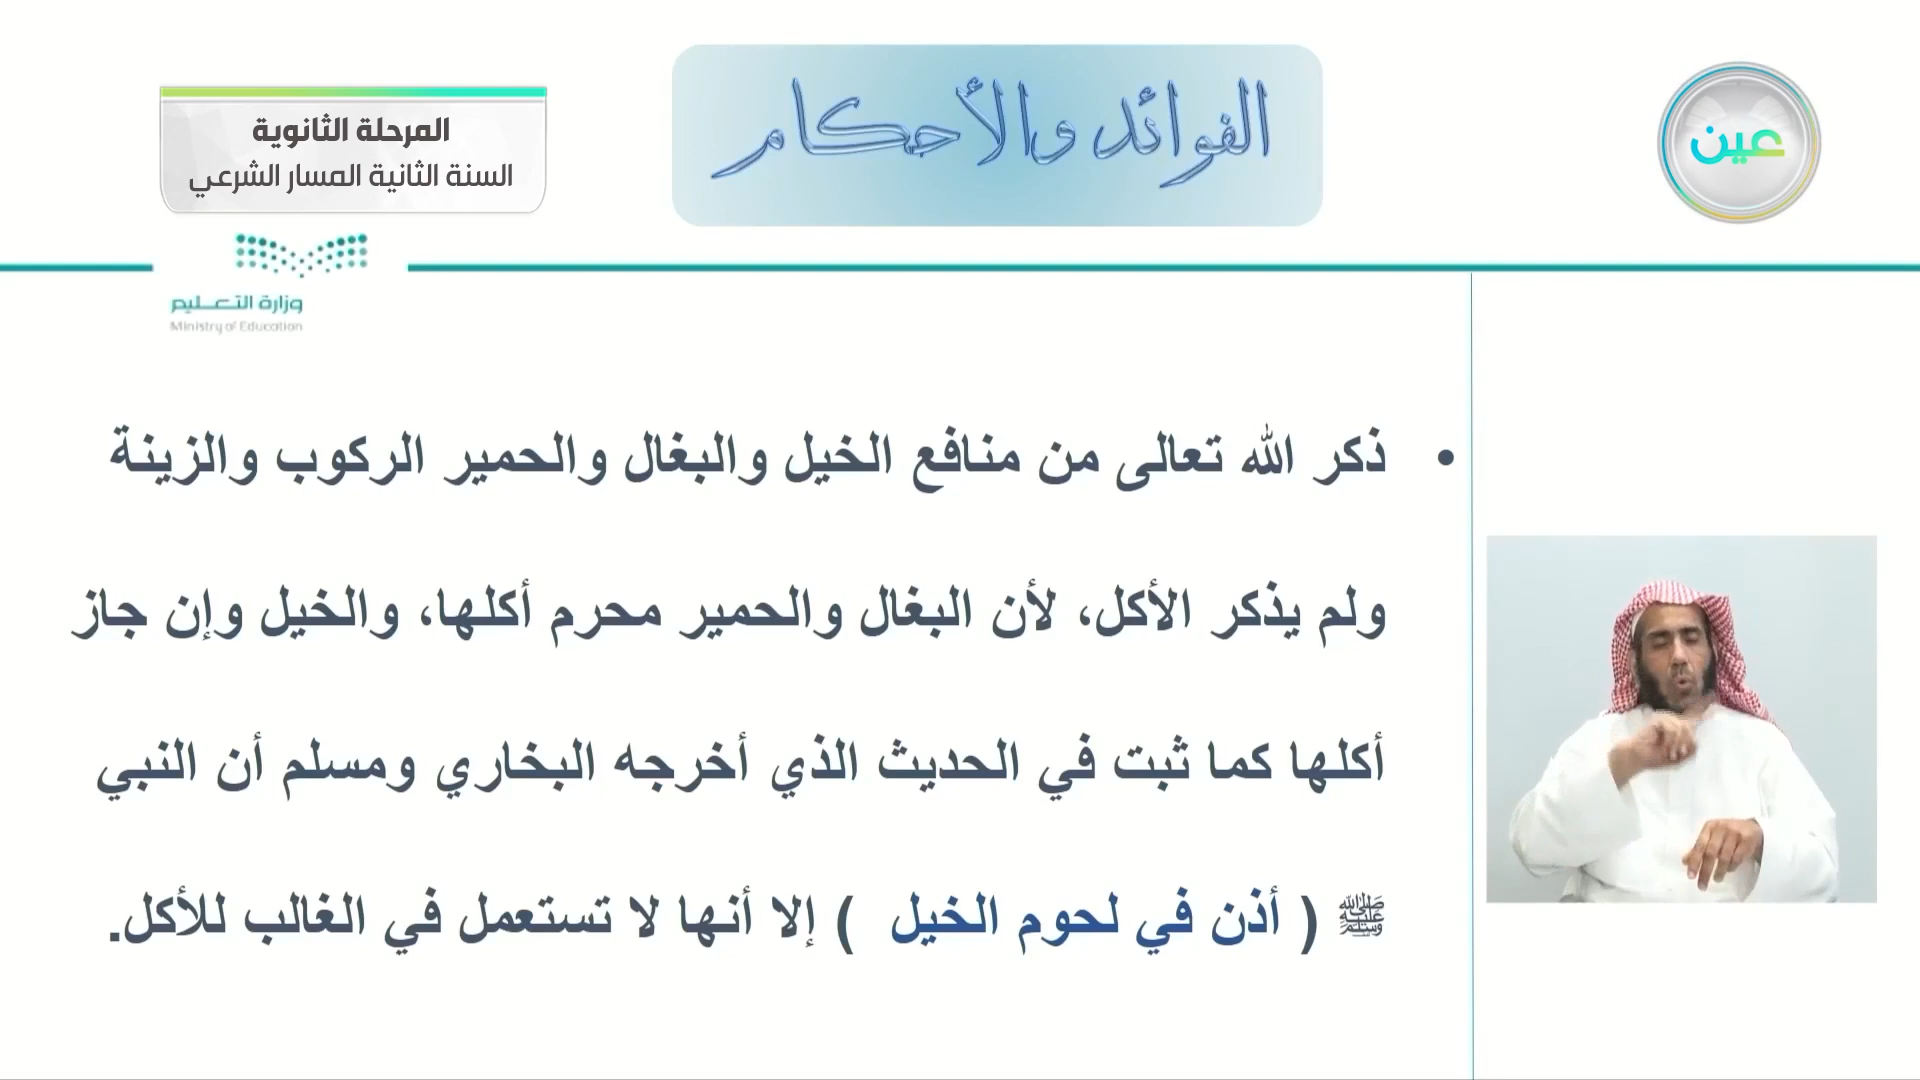 الفوائد والأحكام
عين
المرحلة الثانوية
السنة الثانية المسار الشرعي
وزارة التعليم
Ministry of Education
• ذكر الله تعالى من منافع الخيل والبغال والحمير الركوب والزينة
ولم يذكر الأكل، لأن البغال والحمير محرم أكلها، والخيل وإن جاز
أكلها كما ثبت في الحديث الذي أخرجه البخاري ومسلم أن النبي
ﷺ ( أذن في لحوم الخيل ) إلا أنها لا تستعمل في الغالب للأكل.